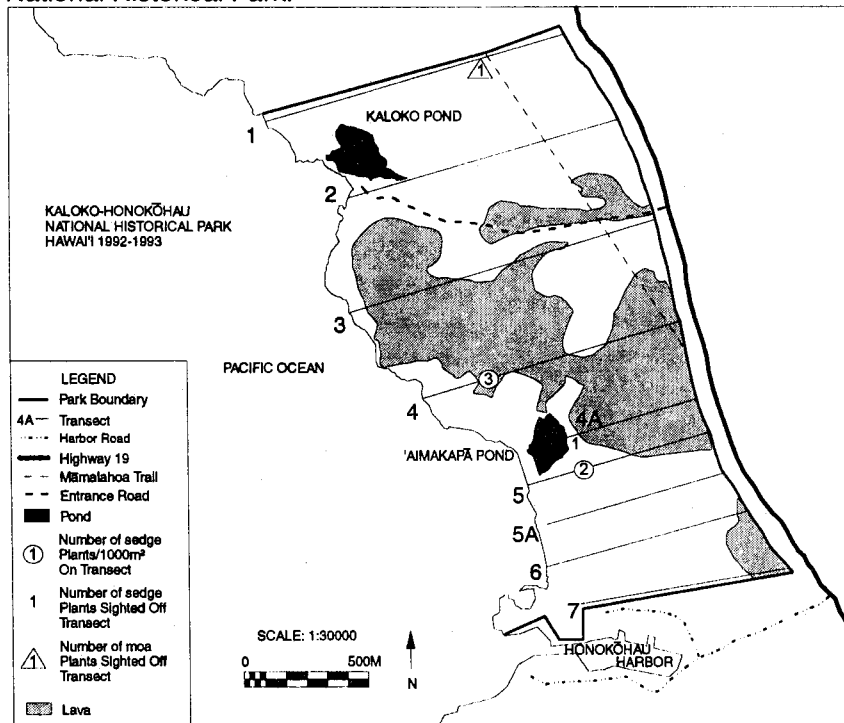 National Historical Park.
1
KALOKO POND
1
2
KALOKO-HONOKŌHAU
NATIONAL HISTORICAL PARK
HAWAI'I 1992-1993
3
PACIFIC OCEAN
3
4
4A
1
'AIMAKAPĀ POND
2
5
5A
6
7
HONOKŌHAU
HARBOR
LEGEND
Park Boundary
4A Transect
Harbor Road
Highway 19
Māmalahoa Trail
Entrance Road
Pond
1 Number of sedge
Plants/1000m²
On Transect
1 Number of sedge
Plants Sighted Off
Transect
1 Number of moa
Plants Sighted Off
Transect
Lava
SCALE: 1:30000
0 500M
N